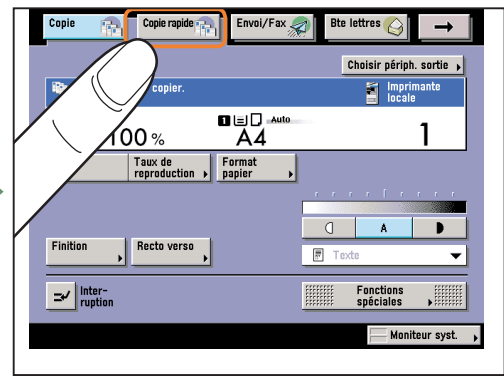 Copie
Copie rapide
Envoi/Fax
Bte lettres
Choisir périph. sortie
copier.
Imprimante
locale
1 Auto
100 %
A4
1
Taux de
reproduction
Format
papier
A
Finition
Recto verso
Texte
Inter-
ruption
Fonctions
spéciales
Moniteur syst.